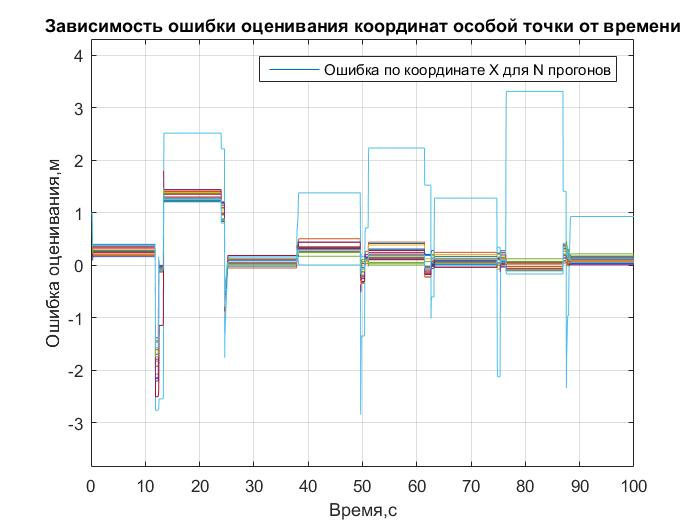 Зависимость ошибки оценивания координат особой точки от времени
Ошибка по координате X для N прогонов
Ошибка оценивания,м
4
3
2
1
0
-1
-2
-3
0 10 20 30 40 50 60 70 80 90 100
Время,с